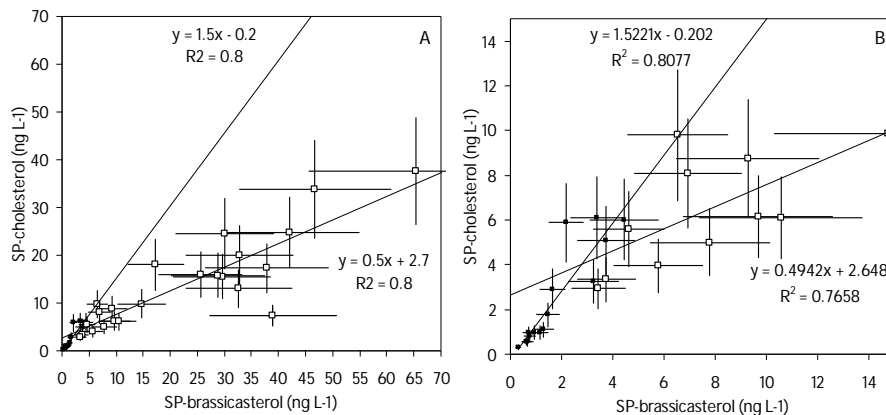 A
y = 1.5x - 0.2
R2 = 0.8
y = 0.5x + 2.7
R2 = 0.8
SP-cholesterol (ng L-1)
70
60
50
40
30
20
10
0
0 5 10 15 20 25 30 35 40 45 50 55 60 65 70
SP-brassicasterol (ng L-1)
B
y = 1.5221x - 0.202
R² = 0.8077
y = 0.4942x + 2.648
R² = 0.7658
SP-cholesterol (ng L-1)
14
12
10
8
6
4
2
0
0 2 4 6 8 10 12 14
SP-brassicasterol (ng L-1)